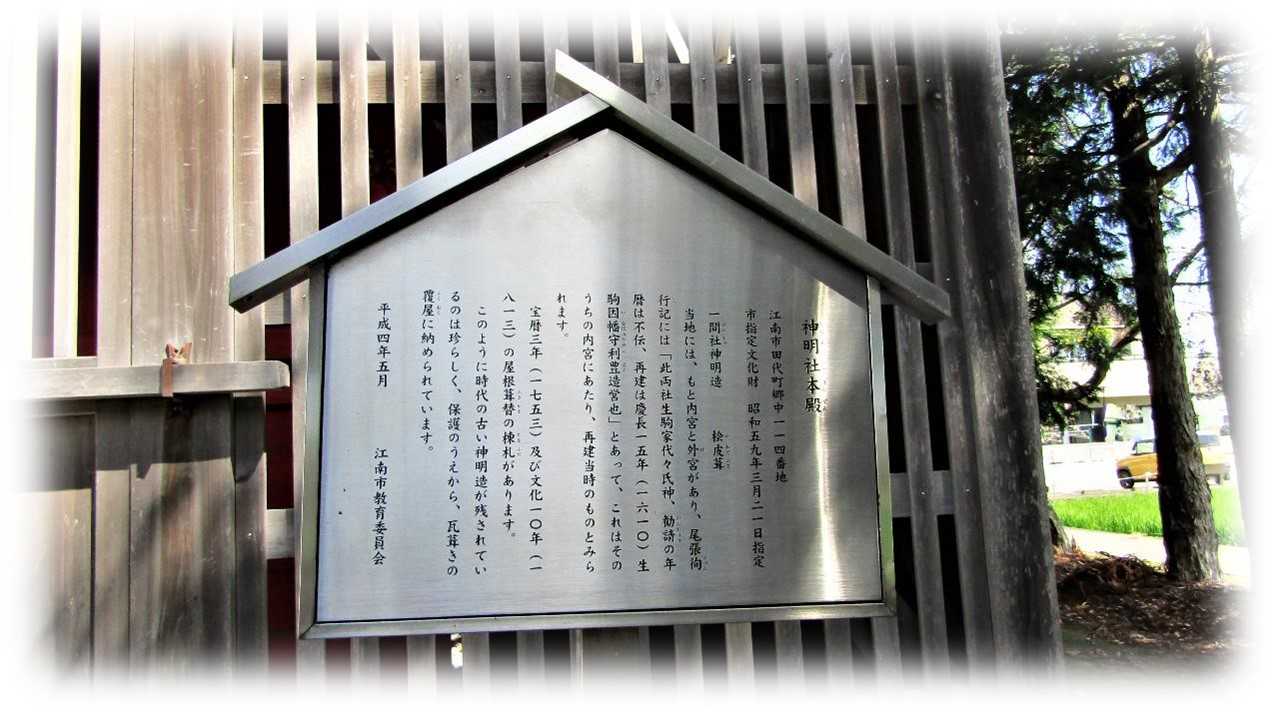 神明社本殿
江南市田代町郷中一一四番地
市指定文化財　昭和五九年三月二一日指定
一間社神明造　桧皮葺
当地には、もと内宮と外宮があり、尾張徇
行記には「此両社生駒家代々氏神、勧請の年
暦は不伝、再建は慶長一五年（一六一〇）生
駒因幡守利豊造営也」とあって、これはその
うちの内宮にあたり、再建当時のものとみら
れます。
宝暦三年（一七五三）及び文化一〇年（一
八一三）の屋根葺替の棟札があります。
このように時代の古い神明造が残されてい
るのは珍らしく、保護のうえから、瓦葺きの
覆屋に納められています。
平成四年五月　江南市教育委員会